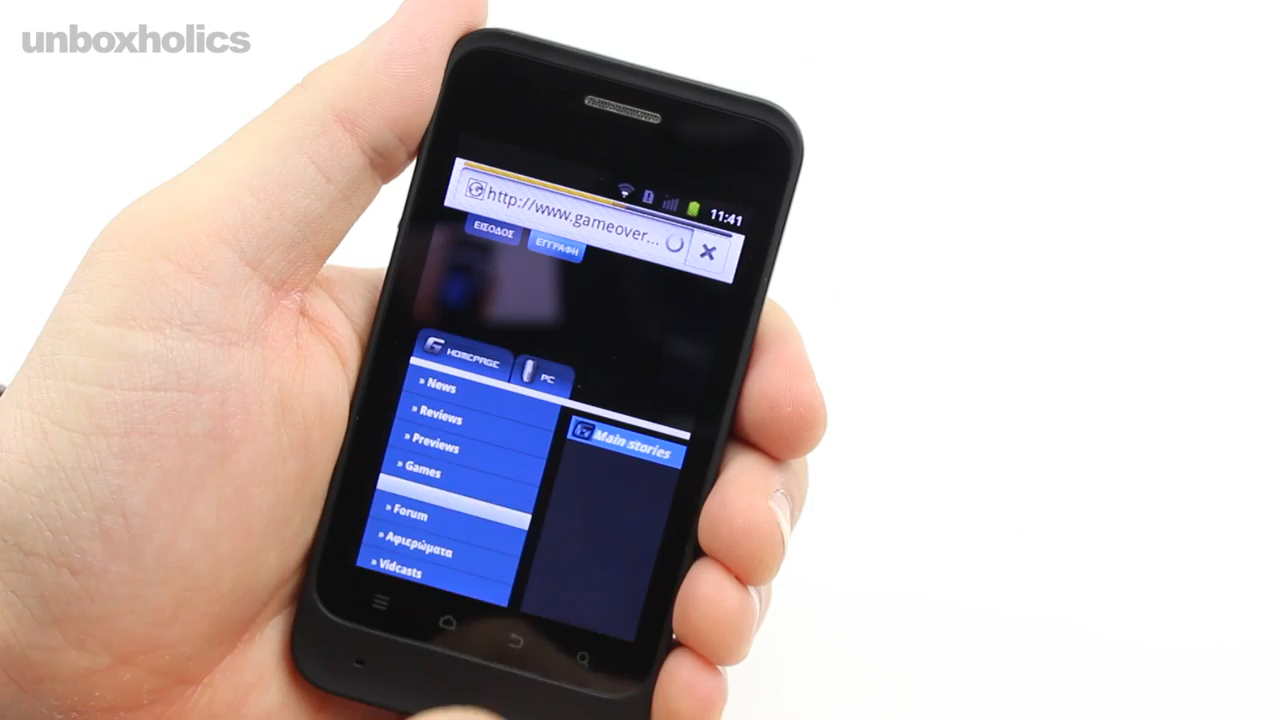 unboxholics
11:41
http://www.gameover...
ΕΙΣΟΔΟΣ
ΕΓΓΡΑΦΗ
HOMEPAGE
PC
» News
» Reviews
» Previews
» Games
» Forum
» Αφιερώματα
» Vidcasts
Main stories